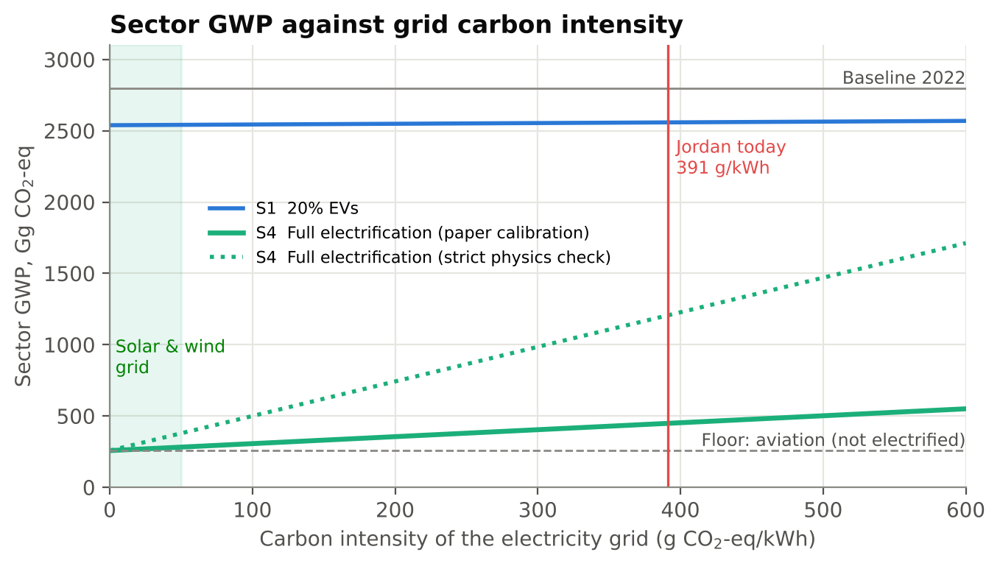 Sector GWP against grid carbon intensity
Sector GWP, Gg CO₂-eq
3000
2500
2000
1500
1000
500
0
Baseline 2022
Jordan today
391 g/kWh
S1 20% EVs
S4 Full electrification (paper calibration)
S4 Full electrification (strict physics check)
Solar & wind
grid
Floor: aviation (not electrified)
0 100 200 300 400 500 600
Carbon intensity of the electricity grid (g CO₂-eq/kWh)